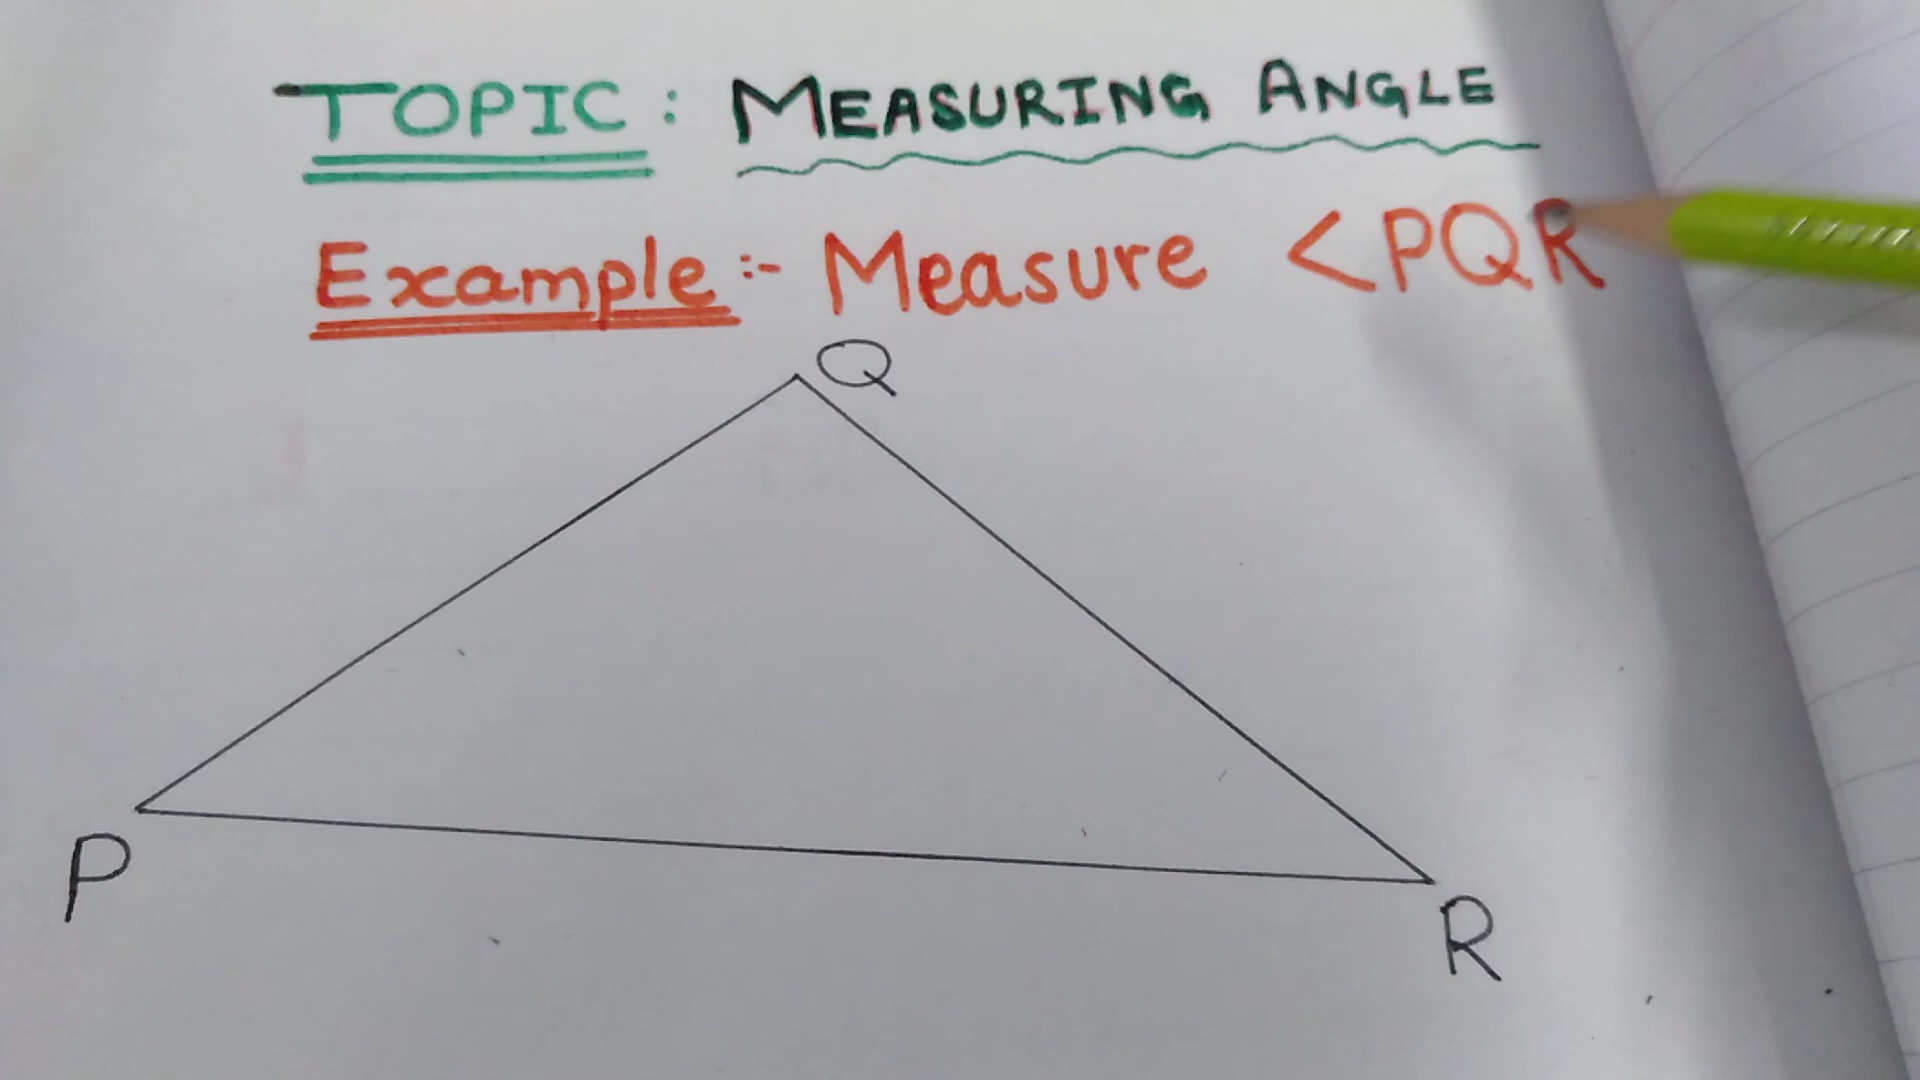 TOPIC : MEASURING ANGLE
Example :- Measure <PQR
Q
P
R